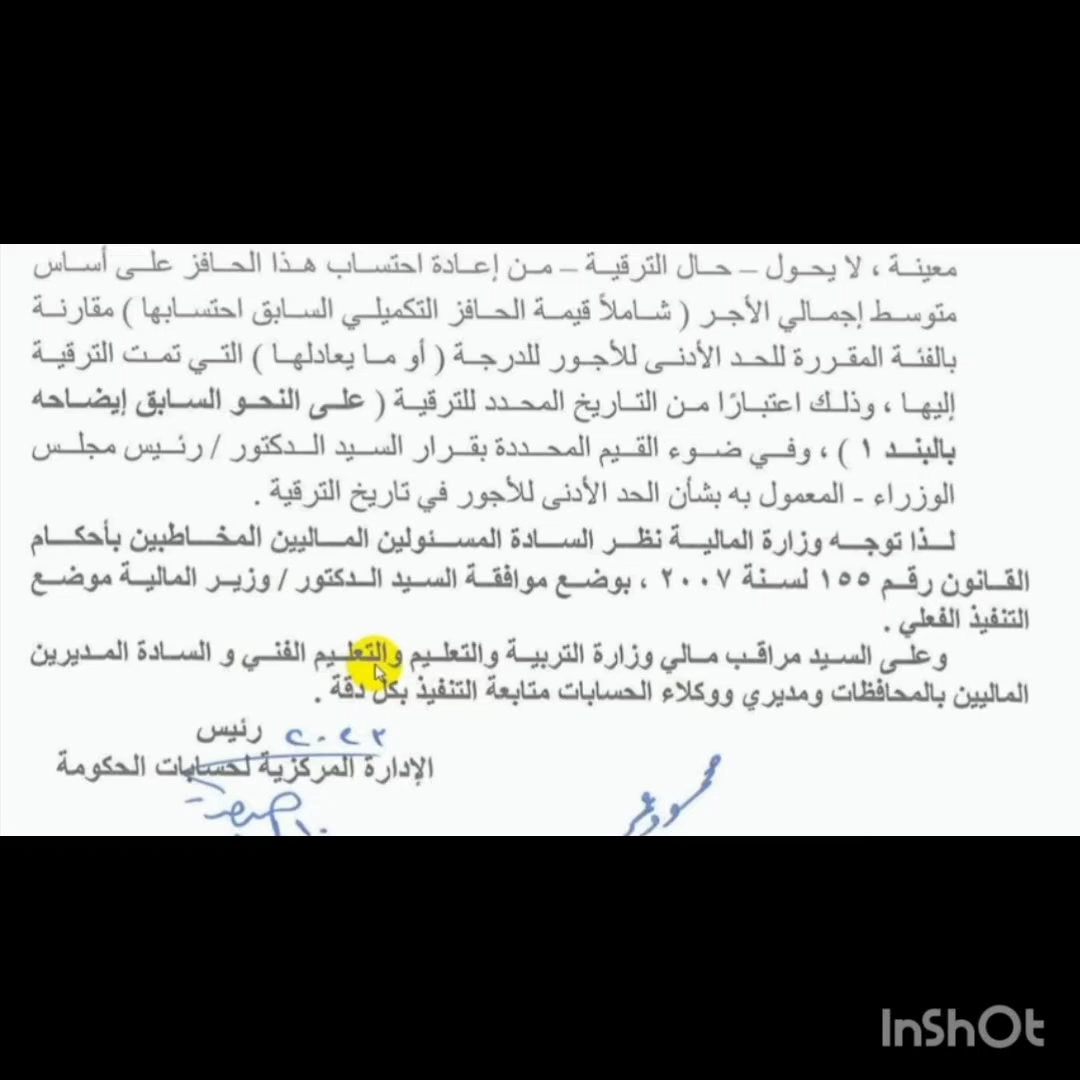 معينة ، لا يحول – حال الترقية – من إعادة احتساب هذا الحافز على أساس
متوسط إجمالي الأجر ( شاملاً قيمة الحافز التكميلي السابق احتسابها ) مقارنة
بالفئة المقررة للحد الأدنى للأجور للدرجة ( أو ما يعادلها ) التي تمت الترقية
إليها ، وذلك اعتبارًا من التاريخ المحدد للترقية ( على النحو السابق إيضاحه
بالبند ١ ) ، وفي ضوء القيم المحددة بقرار السيد الدكتور / رئيس مجلس
الوزراء - المعمول به بشأن الحد الأدنى للأجور في تاريخ الترقية .
لذا توجه وزارة المالية نظر السادة المسئولين الماليين المخاطبين بأحكام
القانون رقم ١٥٥ لسنة ٢٠٠٧ ، بوضع موافقة السيد الدكتور / وزير المالية موضع
التنفيذ الفعلي .
وعلى السيد مراقب مالي وزارة التربية والتعليم والتعليم الفني و السادة المديرين
الماليين بالمحافظات ومديري ووكلاء الحسابات متابعة التنفيذ بكل دقة .
رئيس
الإدارة المركزية لحسابات الحكومة
InShOt